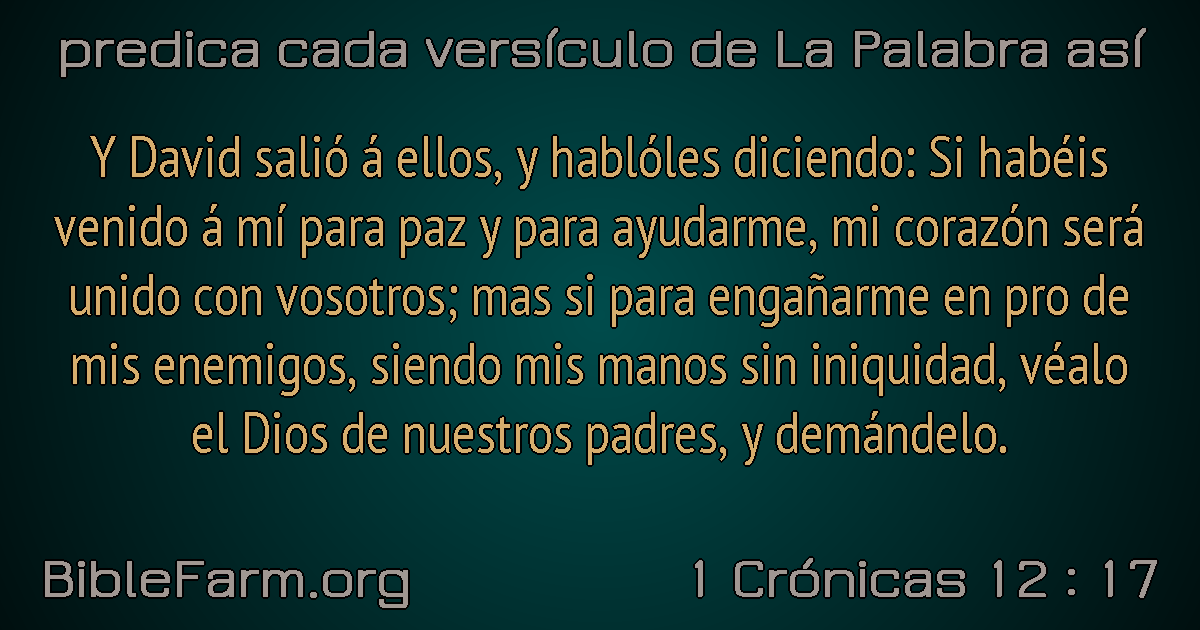 predica cada versículo de La Palabra así
Y David salió á ellos, y hablóles diciendo: Si habéis
venido á mí para paz y para ayudarme, mi corazón será
unido con vosotros; mas si para engañarme en pro de
mis enemigos, siendo mis manos sin iniquidad, véalo
el Dios de nuestros padres, y demándelo.
BibleFarm.org
1 Crónicas 12 : 17